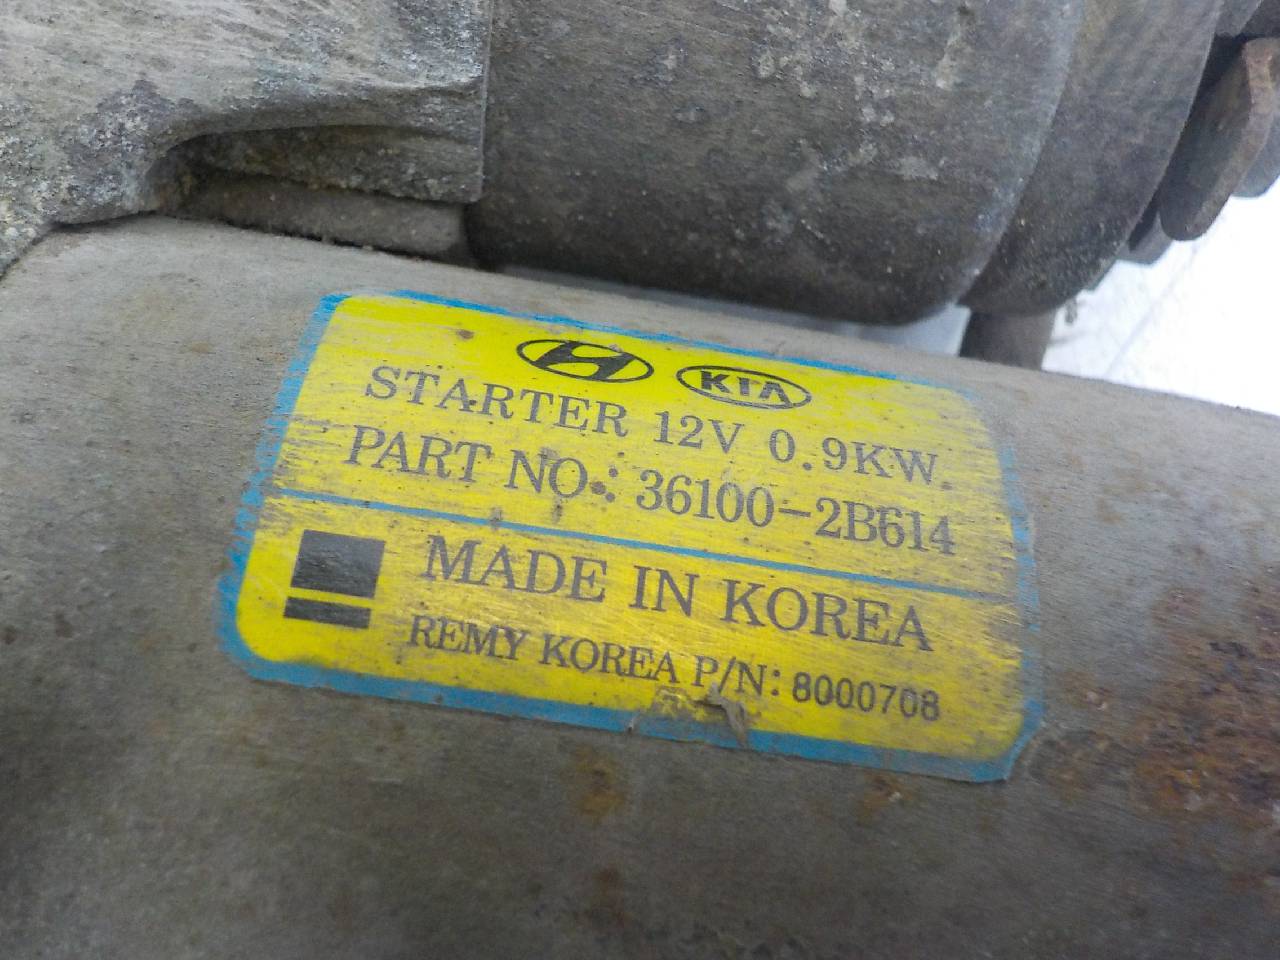 KIA
STARTER 12V 0.9KW.
PART NO.: 36100-2B614
MADE IN KOREA
REMY KOREA P/N: 8000708